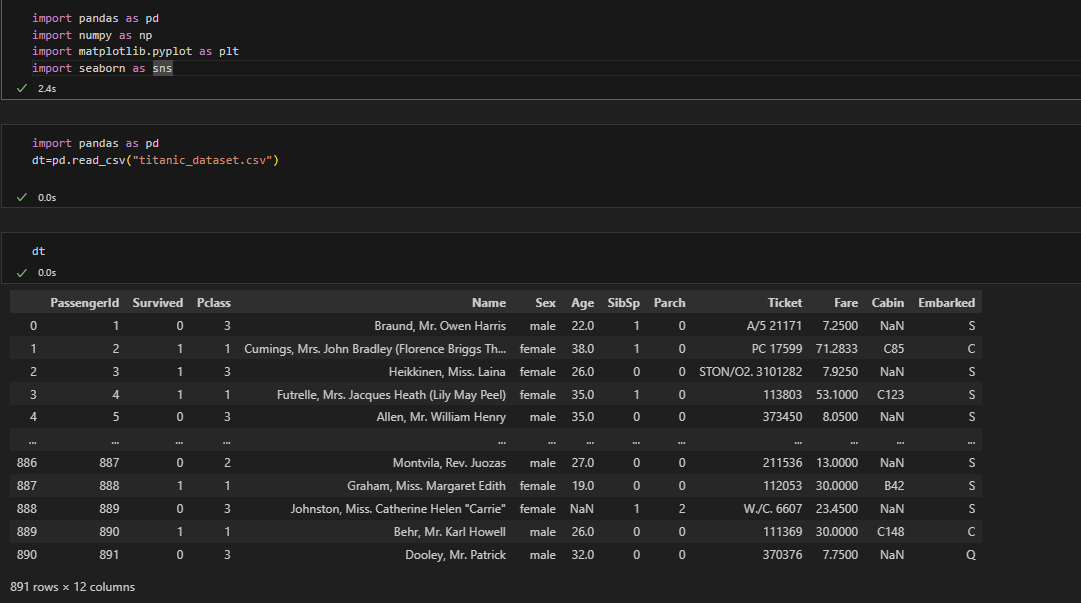 import pandas as pd
import numpy as np
import matplotlib.pyplot as plt
import seaborn as sns
2.4s
import pandas as pd
dt=pd.read_csv("titanic_dataset.csv")
0.0s
dt
0.0s
PassengerId Survived Pclass Name Sex Age SibSp Parch Ticket Fare Cabin Embarked
0 1 0 3 Braund, Mr. Owen Harris male 22.0 1 0 A/5 21171 7.2500 NaN S
1 2 1 1 Cumings, Mrs. John Bradley (Florence Briggs Th... female 38.0 1 0 PC 17599 71.2833 C85 C
2 3 1 3 Heikkinen, Miss. Laina female 26.0 0 0 STON/O2. 3101282 7.9250 NaN S
3 4 1 1 Futrelle, Mrs. Jacques Heath (Lily May Peel) female 35.0 1 0 113803 53.1000 C123 S
4 5 0 3 Allen, Mr. William Henry male 35.0 0 0 373450 8.0500 NaN S
... ... ... ... ... ... ... ... ... ... ... ... ...
886 887 0 2 Montvila, Rev. Juozas male 27.0 0 0 211536 13.0000 NaN S
887 888 1 1 Graham, Miss. Margaret Edith female 19.0 0 0 112053 30.0000 B42 S
888 889 0 3 Johnston, Miss. Catherine Helen "Carrie" female NaN 1 2 W./C. 6607 23.4500 NaN S
889 890 1 1 Behr, Mr. Karl Howell male 26.0 0 0 111369 30.0000 C148 C
890 891 0 3 Dooley, Mr. Patrick male 32.0 0 0 370376 7.7500 NaN Q
891 rows × 12 columns